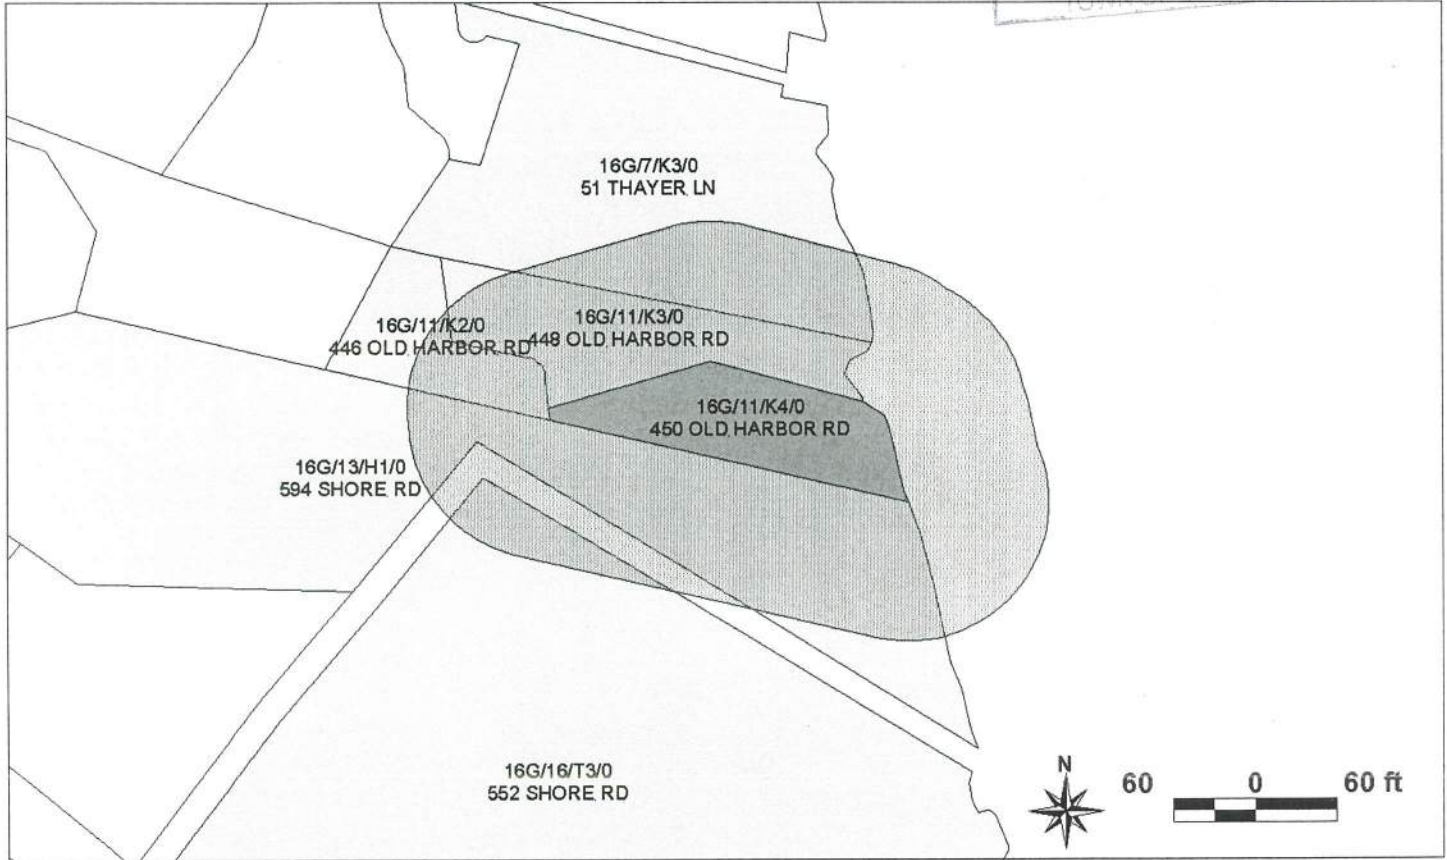 16G/7/K3/0
51 THAYER LN
16G/11/K2/0
446 OLD HARBOR RD
16G/11/K3/0
448 OLD HARBOR RD
16G/11/K4/0
450 OLD HARBOR RD
16G/13/H1/0
594 SHORE RD
16G/16/T3/0
552 SHORE RD
N
60 0 60 ft